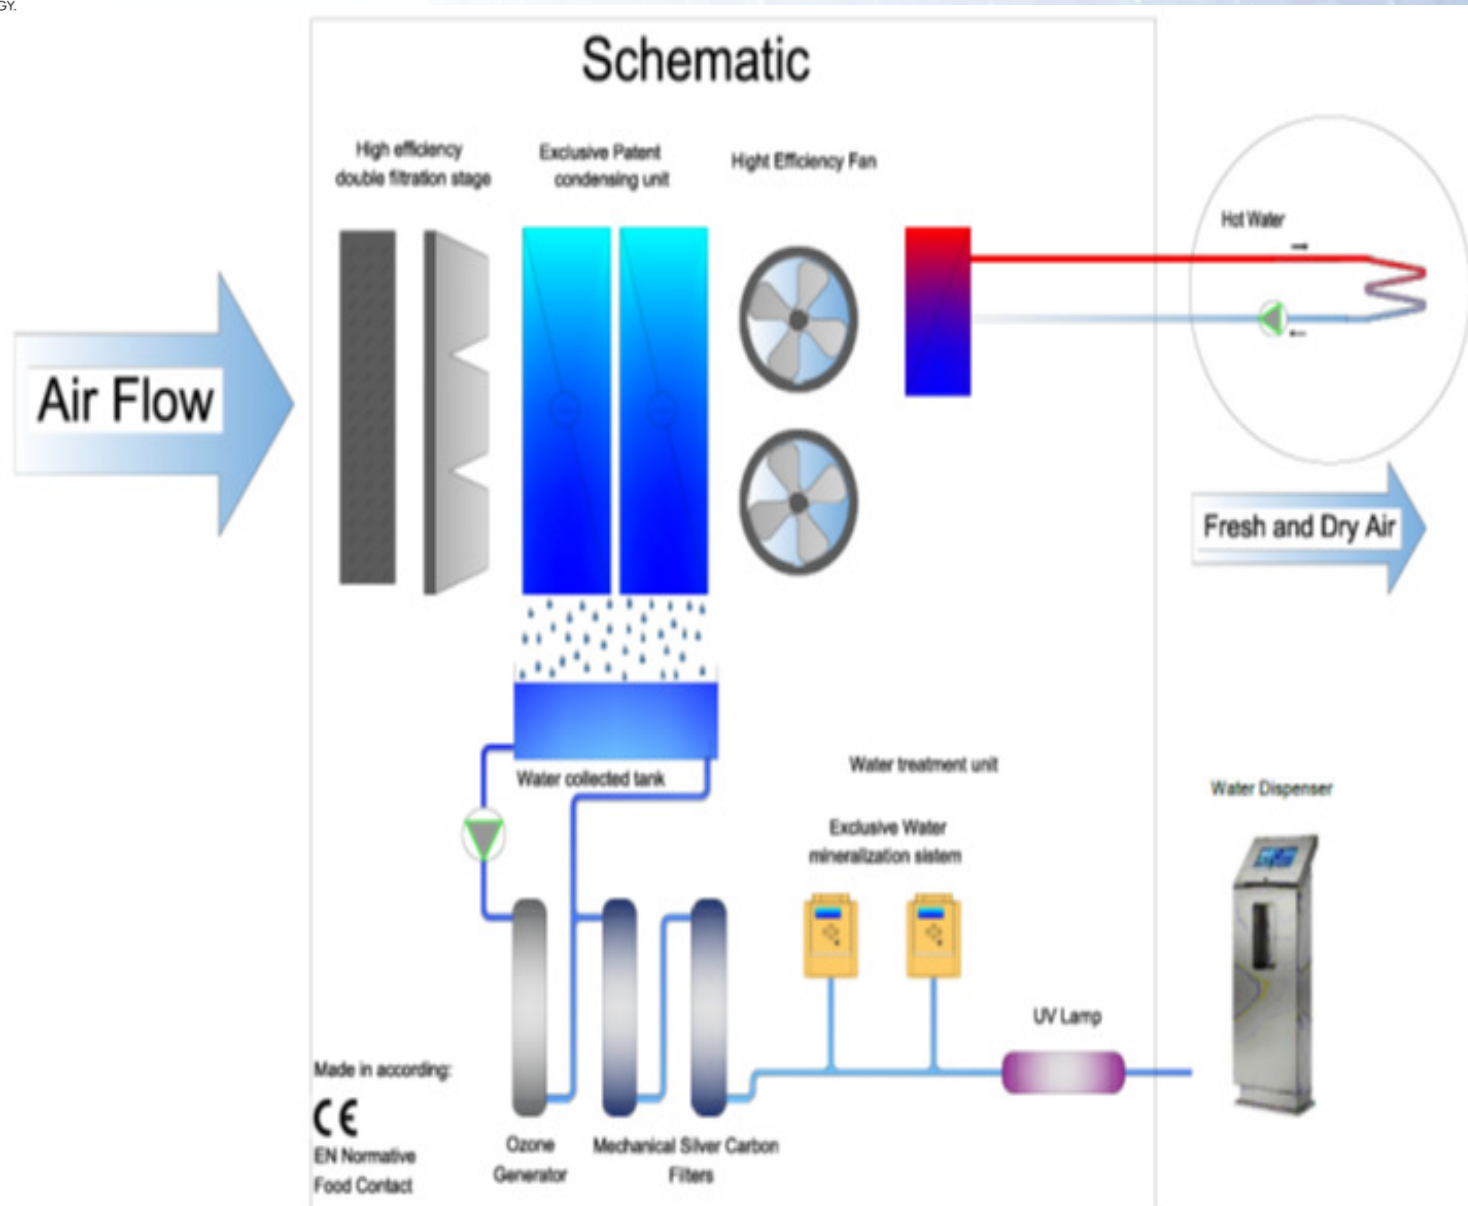 GY.
Schematic
High efficiency
double filtration stage
Exclusive Patent
condensing unit
Hight Efficiency Fan
Hot Water
Air Flow
Fresh and Dry Air
Water collected tank
Water treatment unit
Water Dispenser
Exclusive Water
mineralization sistem
UV Lamp
Made in according:
CE
EN Normative
Food Contact
Ozone
Generator
Mechanical Silver Carbon
Filters